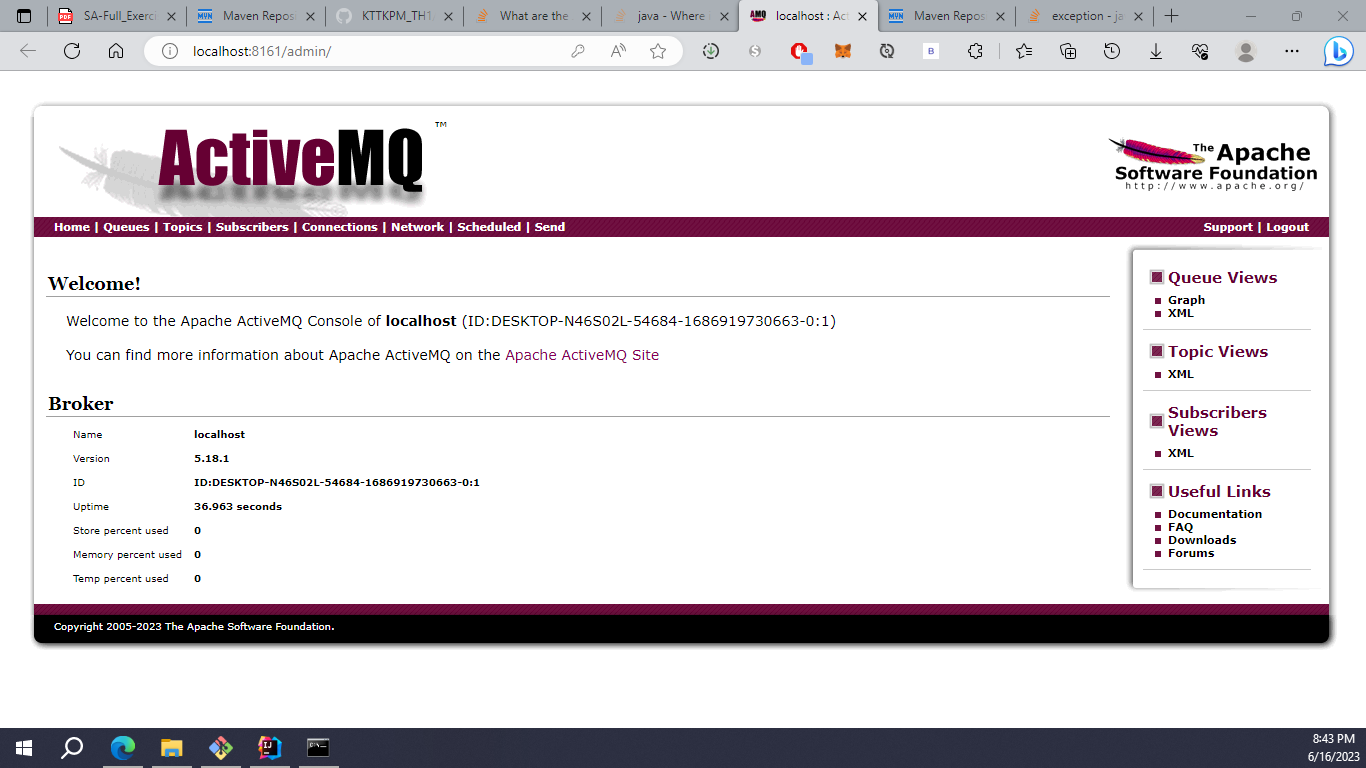 SA-Full_Exerci
Maven Reposi
KTTKPM_TH1
What are the
java - Where
localhost : Act
Maven Repos
exception - ja
localhost:8161/admin/
ActiveMQ ™
The Apache
Software Foundation
http://www.apache.org/
Home | Queues | Topics | Subscribers | Connections | Network | Scheduled | Send
Support | Logout
Welcome!
Welcome to the Apache ActiveMQ Console of localhost (ID:DESKTOP-N46S02L-54684-1686919730663-0:1)
You can find more information about Apache ActiveMQ on the Apache ActiveMQ Site
Broker
Name localhost
Version 5.18.1
ID ID:DESKTOP-N46S02L-54684-1686919730663-0:1
Uptime 36.963 seconds
Store percent used 0
Memory percent used 0
Temp percent used 0
Queue Views
Graph
XML
Topic Views
XML
Subscribers
Views
XML
Useful Links
Documentation
FAQ
Downloads
Forums
Copyright 2005-2023 The Apache Software Foundation.
8:43 PM
6/16/2023